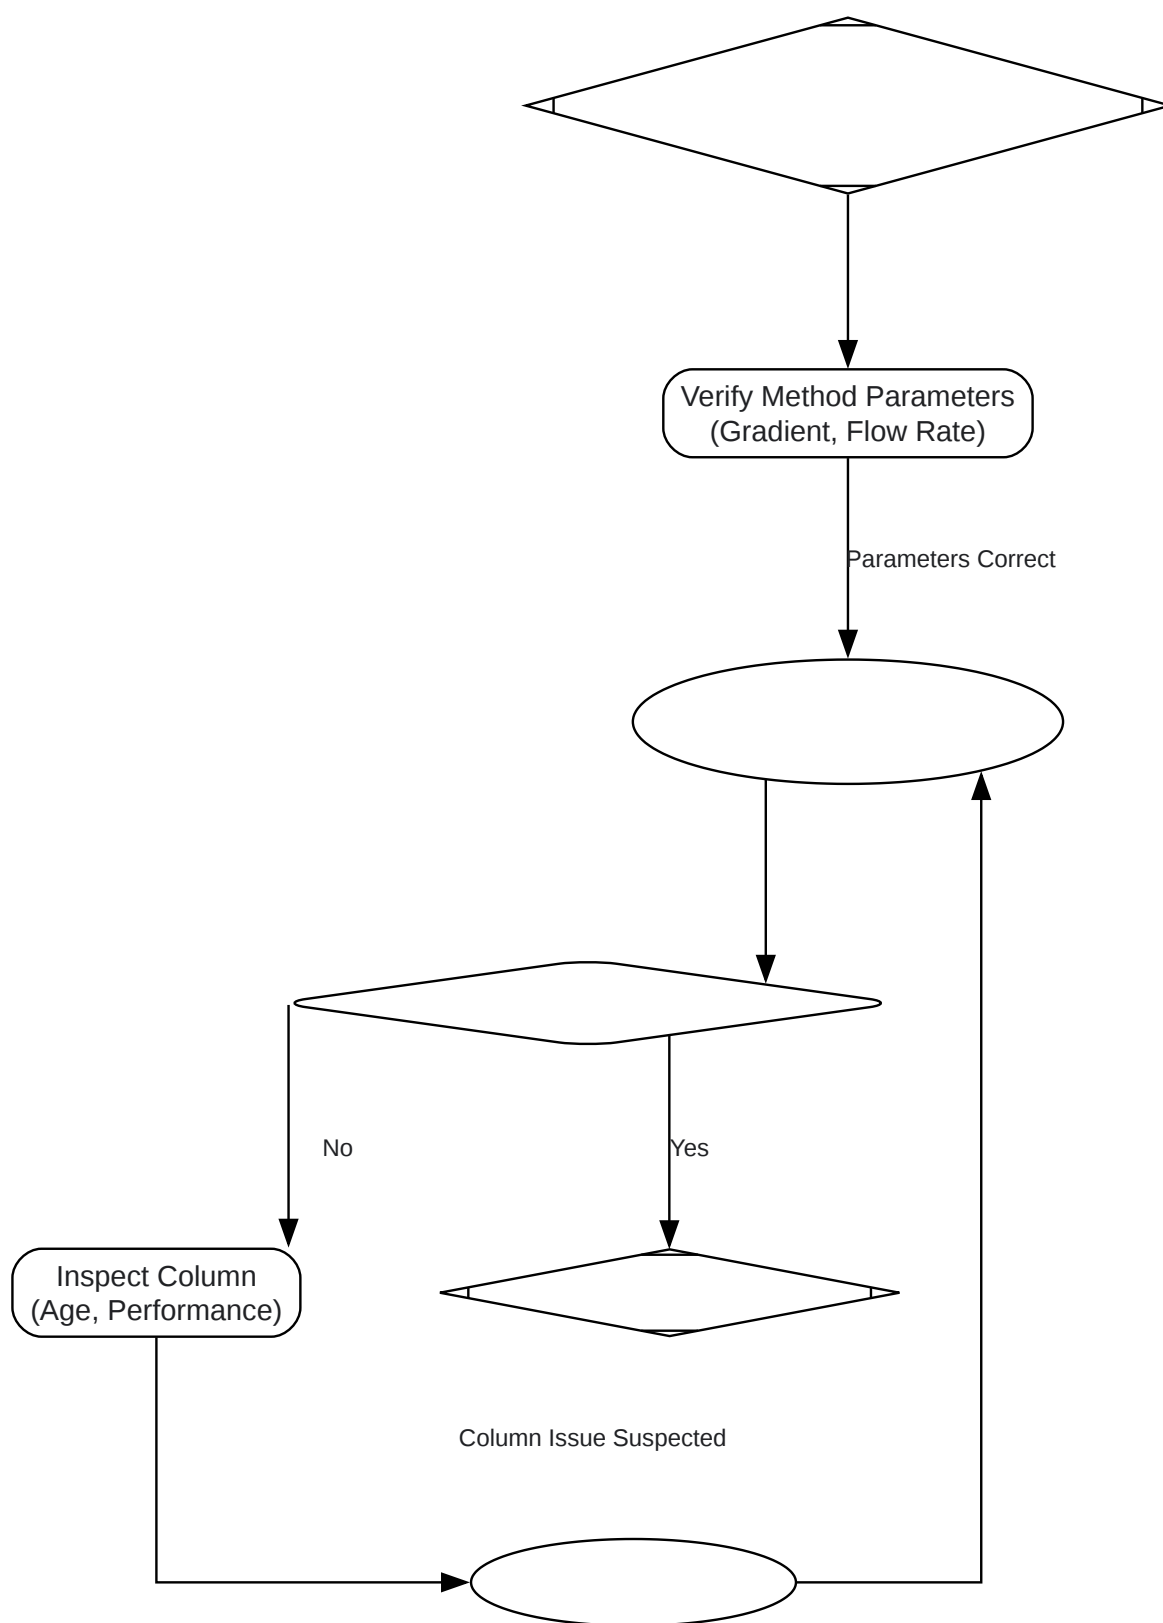 Verify Method Parameters
(Gradient, Flow Rate)
Parameters Correct
No
Yes
Inspect Column
(Age, Performance)
Column Issue Suspected